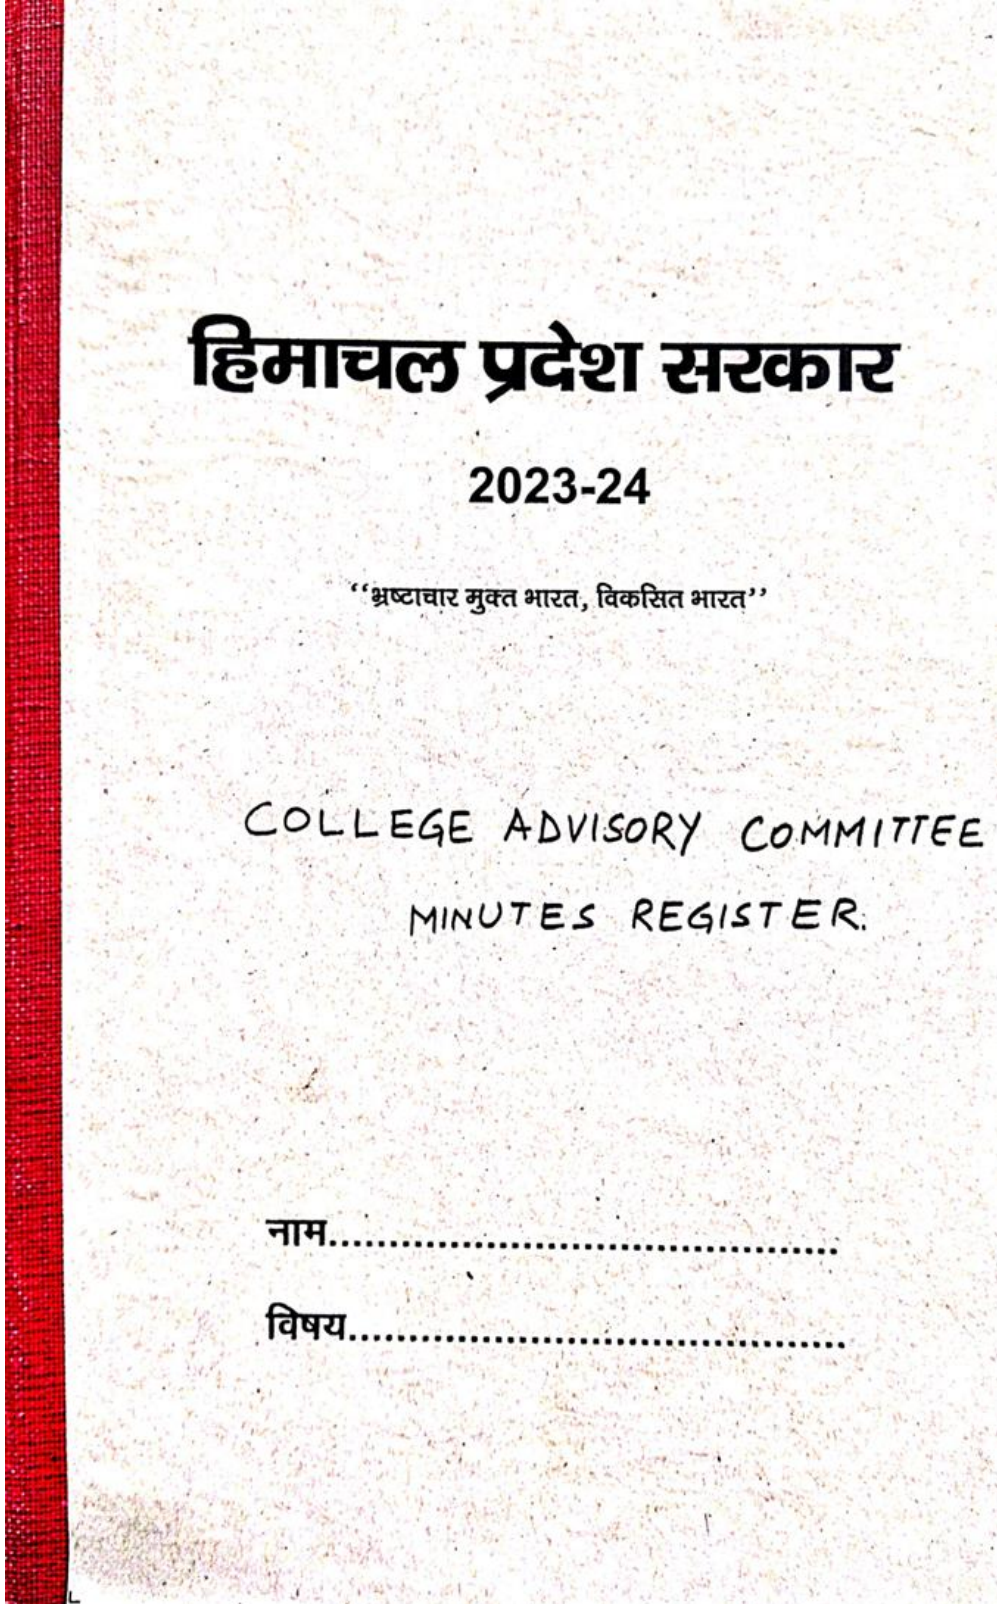 हिमाचल प्रदेश सरकार
2023-24
‘‘भ्रष्टाचार मुक्त भारत, विकसित भारत’’
COLLEGE ADVISORY COMMITTEE
MINUTES REGISTER.
नाम..........................................
विषय.........................................